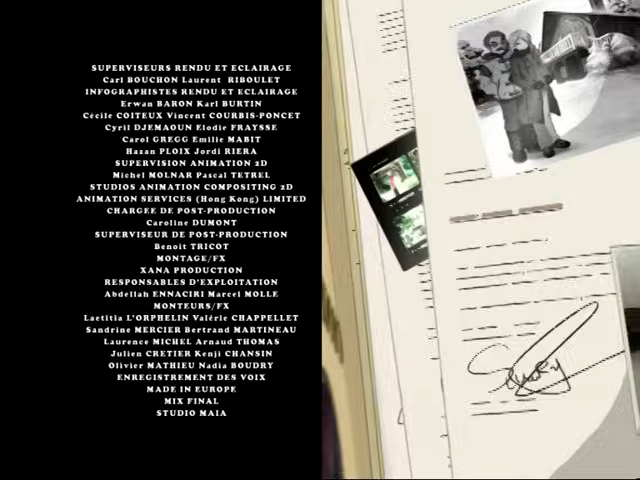 SUPERVISEURS RENDU ET ECLAIRAGE
Carl BOUCHON Laurent RIBOULET
INFOGRAPHISTES RENDU ET ECLAIRAGE
Erwan BARON Karl BURTIN
Cécile COITEUX Vincent COURBIS-PONCET
Cyril DJEMAOUN Elodie FRAYSSE
Carol GREGG Emilie MABIT
Hazan PLOIX Jordi RIERA
SUPERVISION ANIMATION 2D
Michel MOLNAR Pascal TETREL
STUDIOS ANIMATION COMPOSITING 2D
ANIMATION SERVICES (Hong Kong) LIMITED
CHARGEE DE POST-PRODUCTION
Caroline DUMONT
SUPERVISEUR DE POST-PRODUCTION
Benoît TRICOT
MONTAGE/FX
XANA PRODUCTION
RESPONSABLES D'EXPLOITATION
Abdellah ENNACIRI Marcel MOLLE
MONTEURS/FX
Laetitia L'ORPHELIN Valérie CHAPPELLET
Sandrine MERCIER Bertrand MARTINEAU
Laurence MICHEL Arnaud THOMAS
Julien CRETIER Kenji CHANSIN
Olivier MATHIEU Nadia BOUDRY
ENREGISTREMENT DES VOIX
MADE IN EUROPE
MIX FINAL
STUDIO MAIA